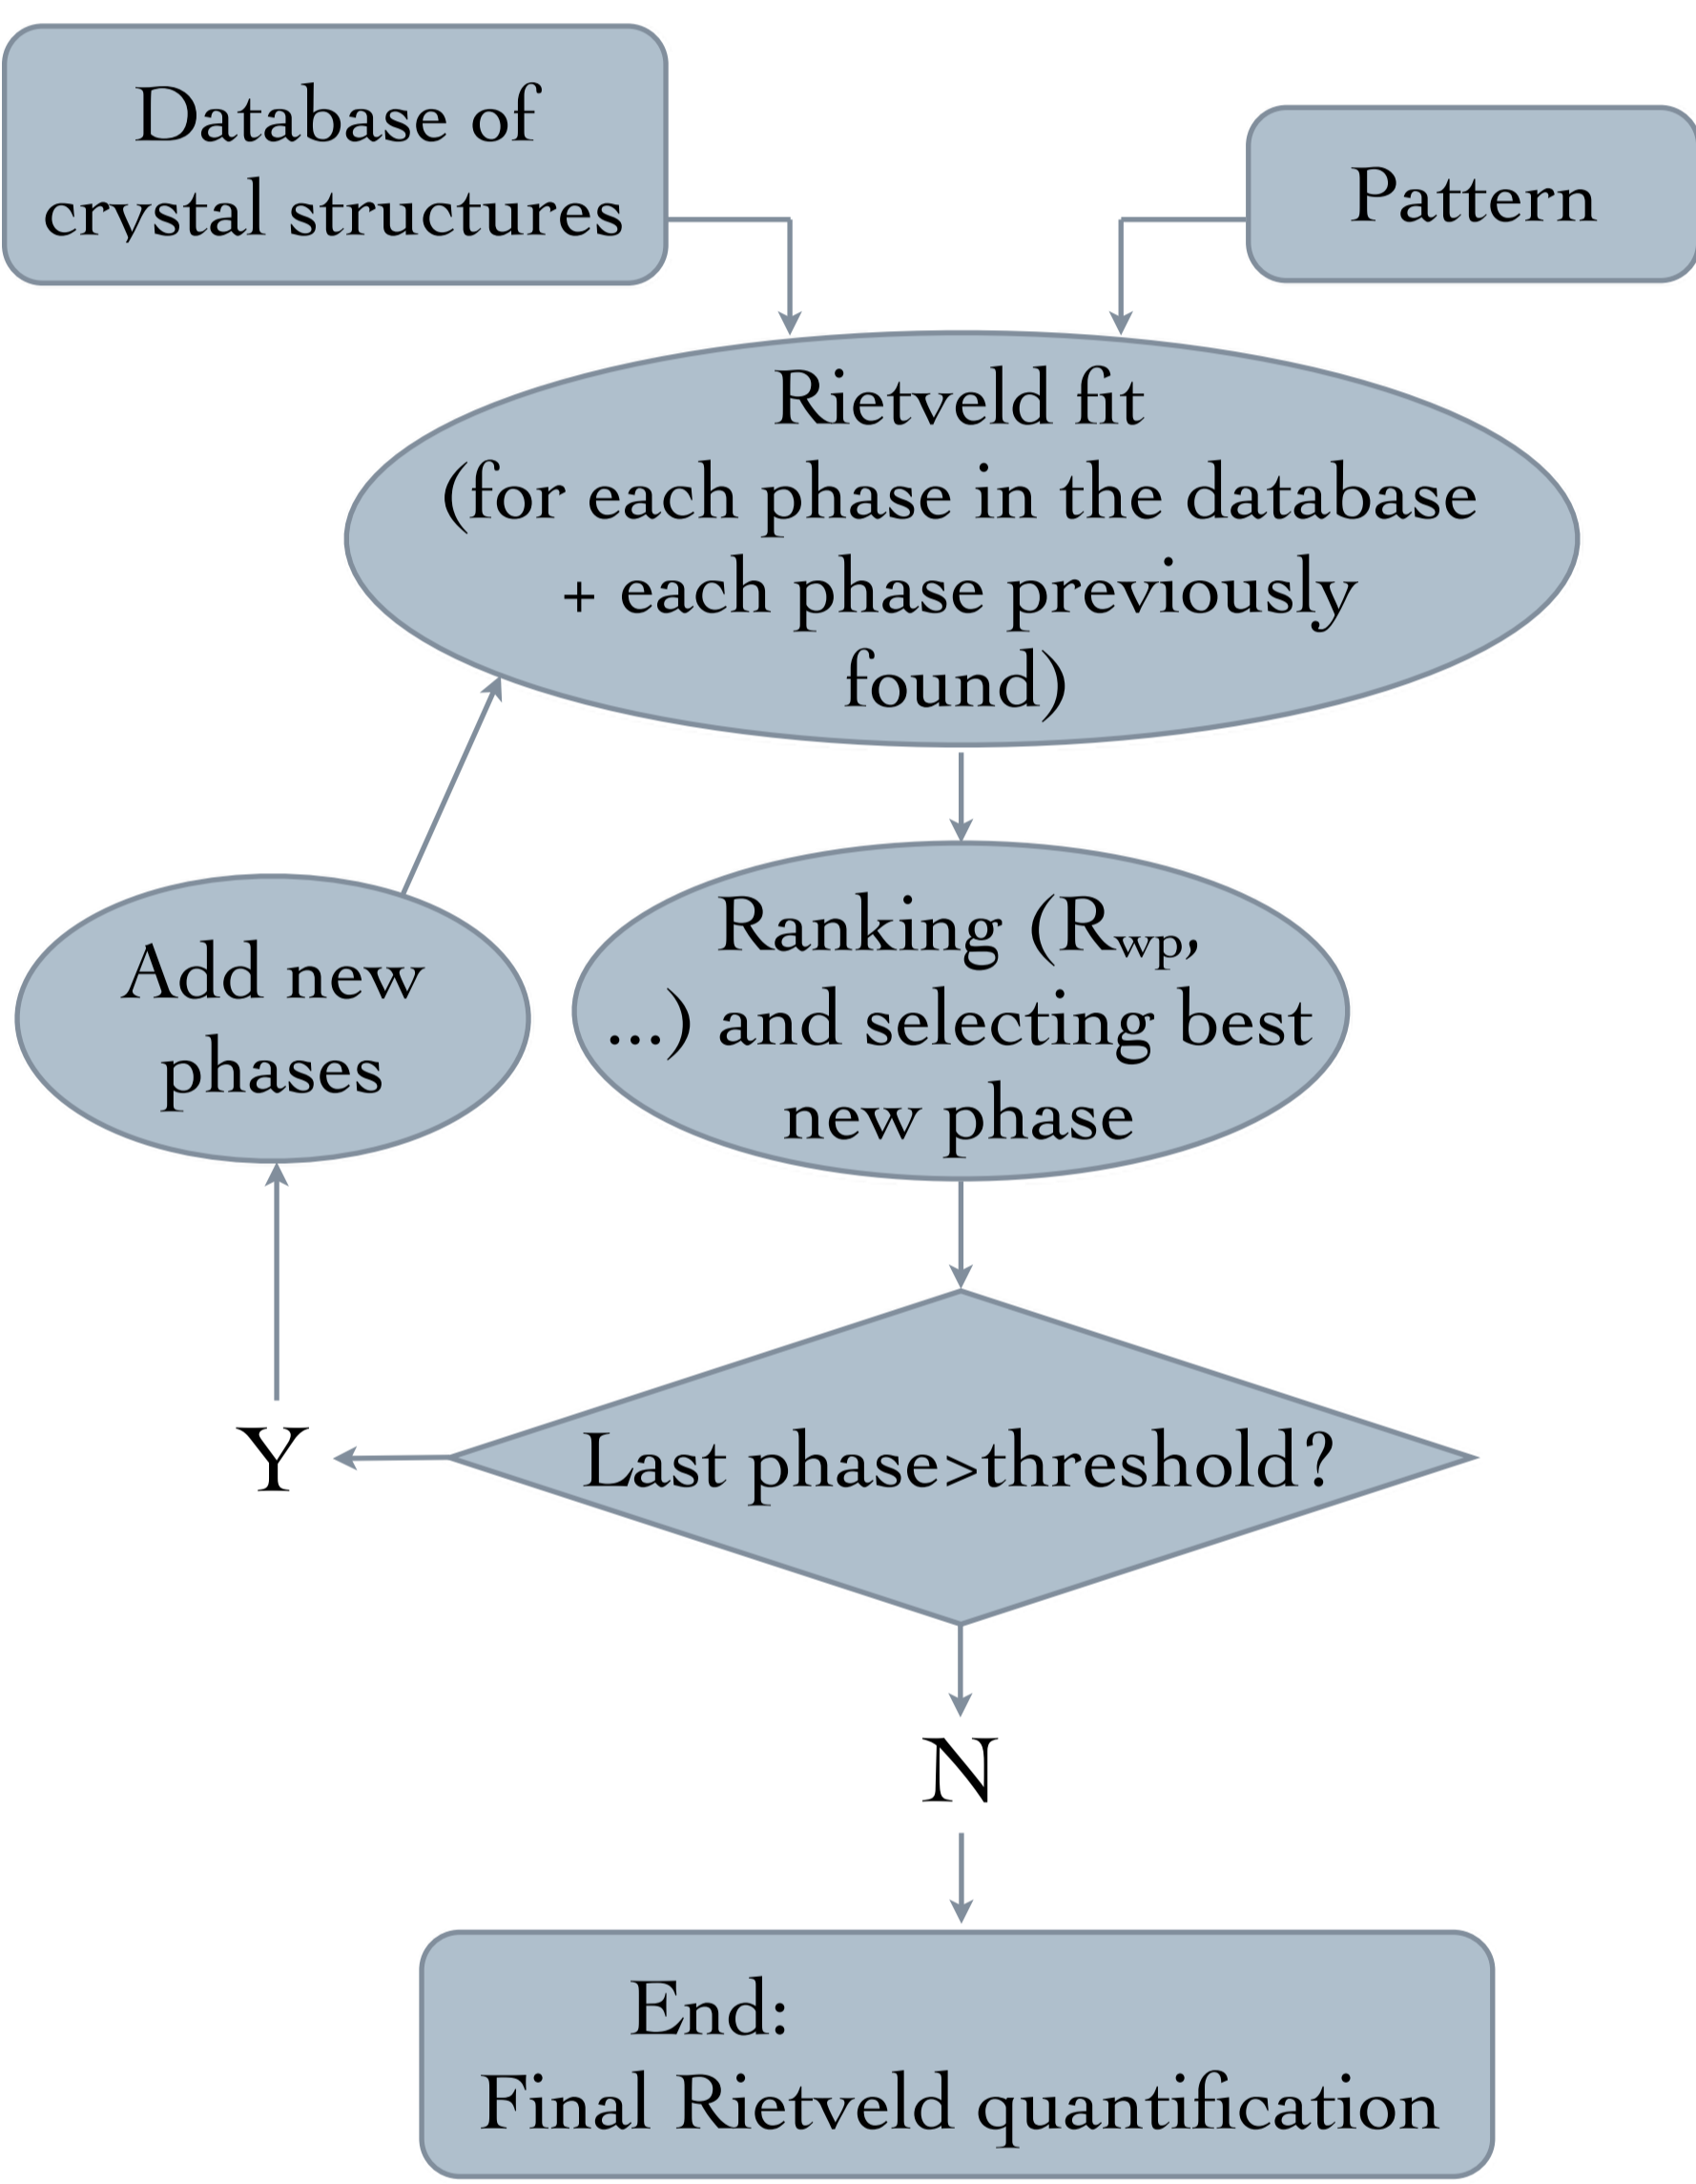 Database of
crystal structures
Pattern
Rietveld fit
(for each phase in the database
+ each phase previously
found)
Ranking (Rwp,
...) and selecting best
new phase
Add new
phases
Last phase>threshold?
Y
N
End:
Final Rietveld quantification